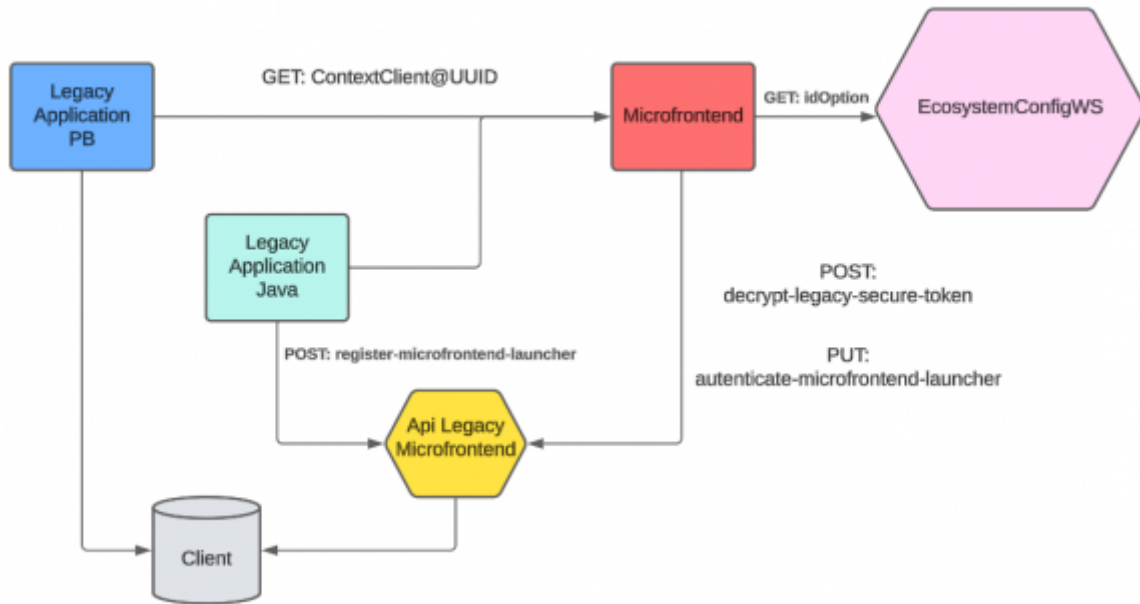 Legacy
Application
PB
GET: ContextClient@UUID
Microfrontend
GET: idOption
EcosystemConfigWS
Legacy
Application
Java
POST:
decrypt-legacy-secure-token
POST: register-microfrontend-launcher
PUT:
autenticate-microfrontend-launcher
Api Legacy
Microfrontend
Client